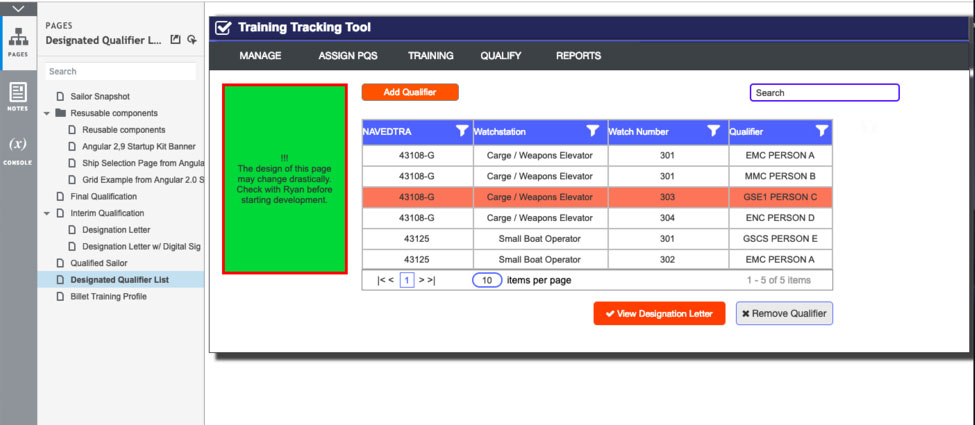 PAGES
NOTES
(x)
CONSOLE
PAGES
Designated Qualifier L...
Search
Sailor Snapshot
Resusable components
Reusable components
Angular 2,9 Startup Kit Banner
Ship Selection Page from Angula
Grid Example from Angular 2.0 S
Final Qualification
Interim Qualification
Designation Letter
Designation Letter w/ Digital Sig
Qualified Sailor
Designated Qualifier List
Billet Training Profile
Training Tracking Tool
MANAGE ASSIGN PQS TRAINING QUALIFY REPORTS
!!!
The design of this page
may change drastically.
Check with Ryan before
starting development.
Add Qualifier
Search
NAVEDTRA Watchstation Watch Number Qualifier
43108-G Carge / Weapons Elevator 301 EMC PERSON A
43108-G Carge / Weapons Elevator 301 MMC PERSON B
43108-G Carge / Weapons Elevator 303 GSE1 PERSON C
43108-G Carge / Weapons Elevator 304 ENC PERSON D
43125 Small Boat Operator 301 GSCS PERSON E
43125 Small Boat Operator 302 EMC PERSON A
|< < 1 > >| 10 items per page 1 - 5 of 5 items
View Designation Letter
Remove Qualifier